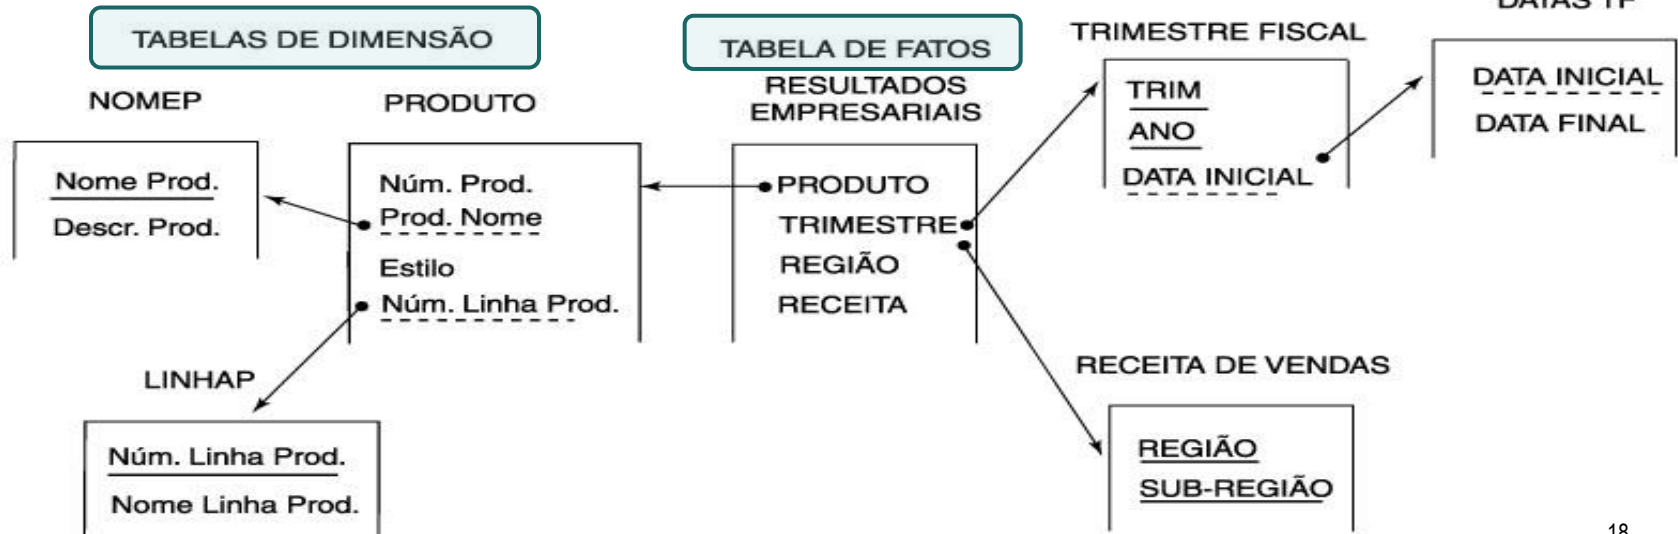 TABELAS DE DIMENSÃO
NOMEP
Nome Prod.
Descr. Prod.
PRODUTO
Núm. Prod.
Prod. Nome
Estilo
Núm. Linha Prod.
LINHAP
Núm. Linha Prod.
Nome Linha Prod.
TABELA DE FATOS
RESULTADOS
EMPRESARIAIS
PRODUTO
TRIMESTRE
REGIÃO
RECEITA
TRIMESTRE FISCAL
TRIM
ANO
DATA INICIAL
DATAS TF
DATA INICIAL
DATA FINAL
RECEITA DE VENDAS
REGIÃO
SUB-REGIÃO
18